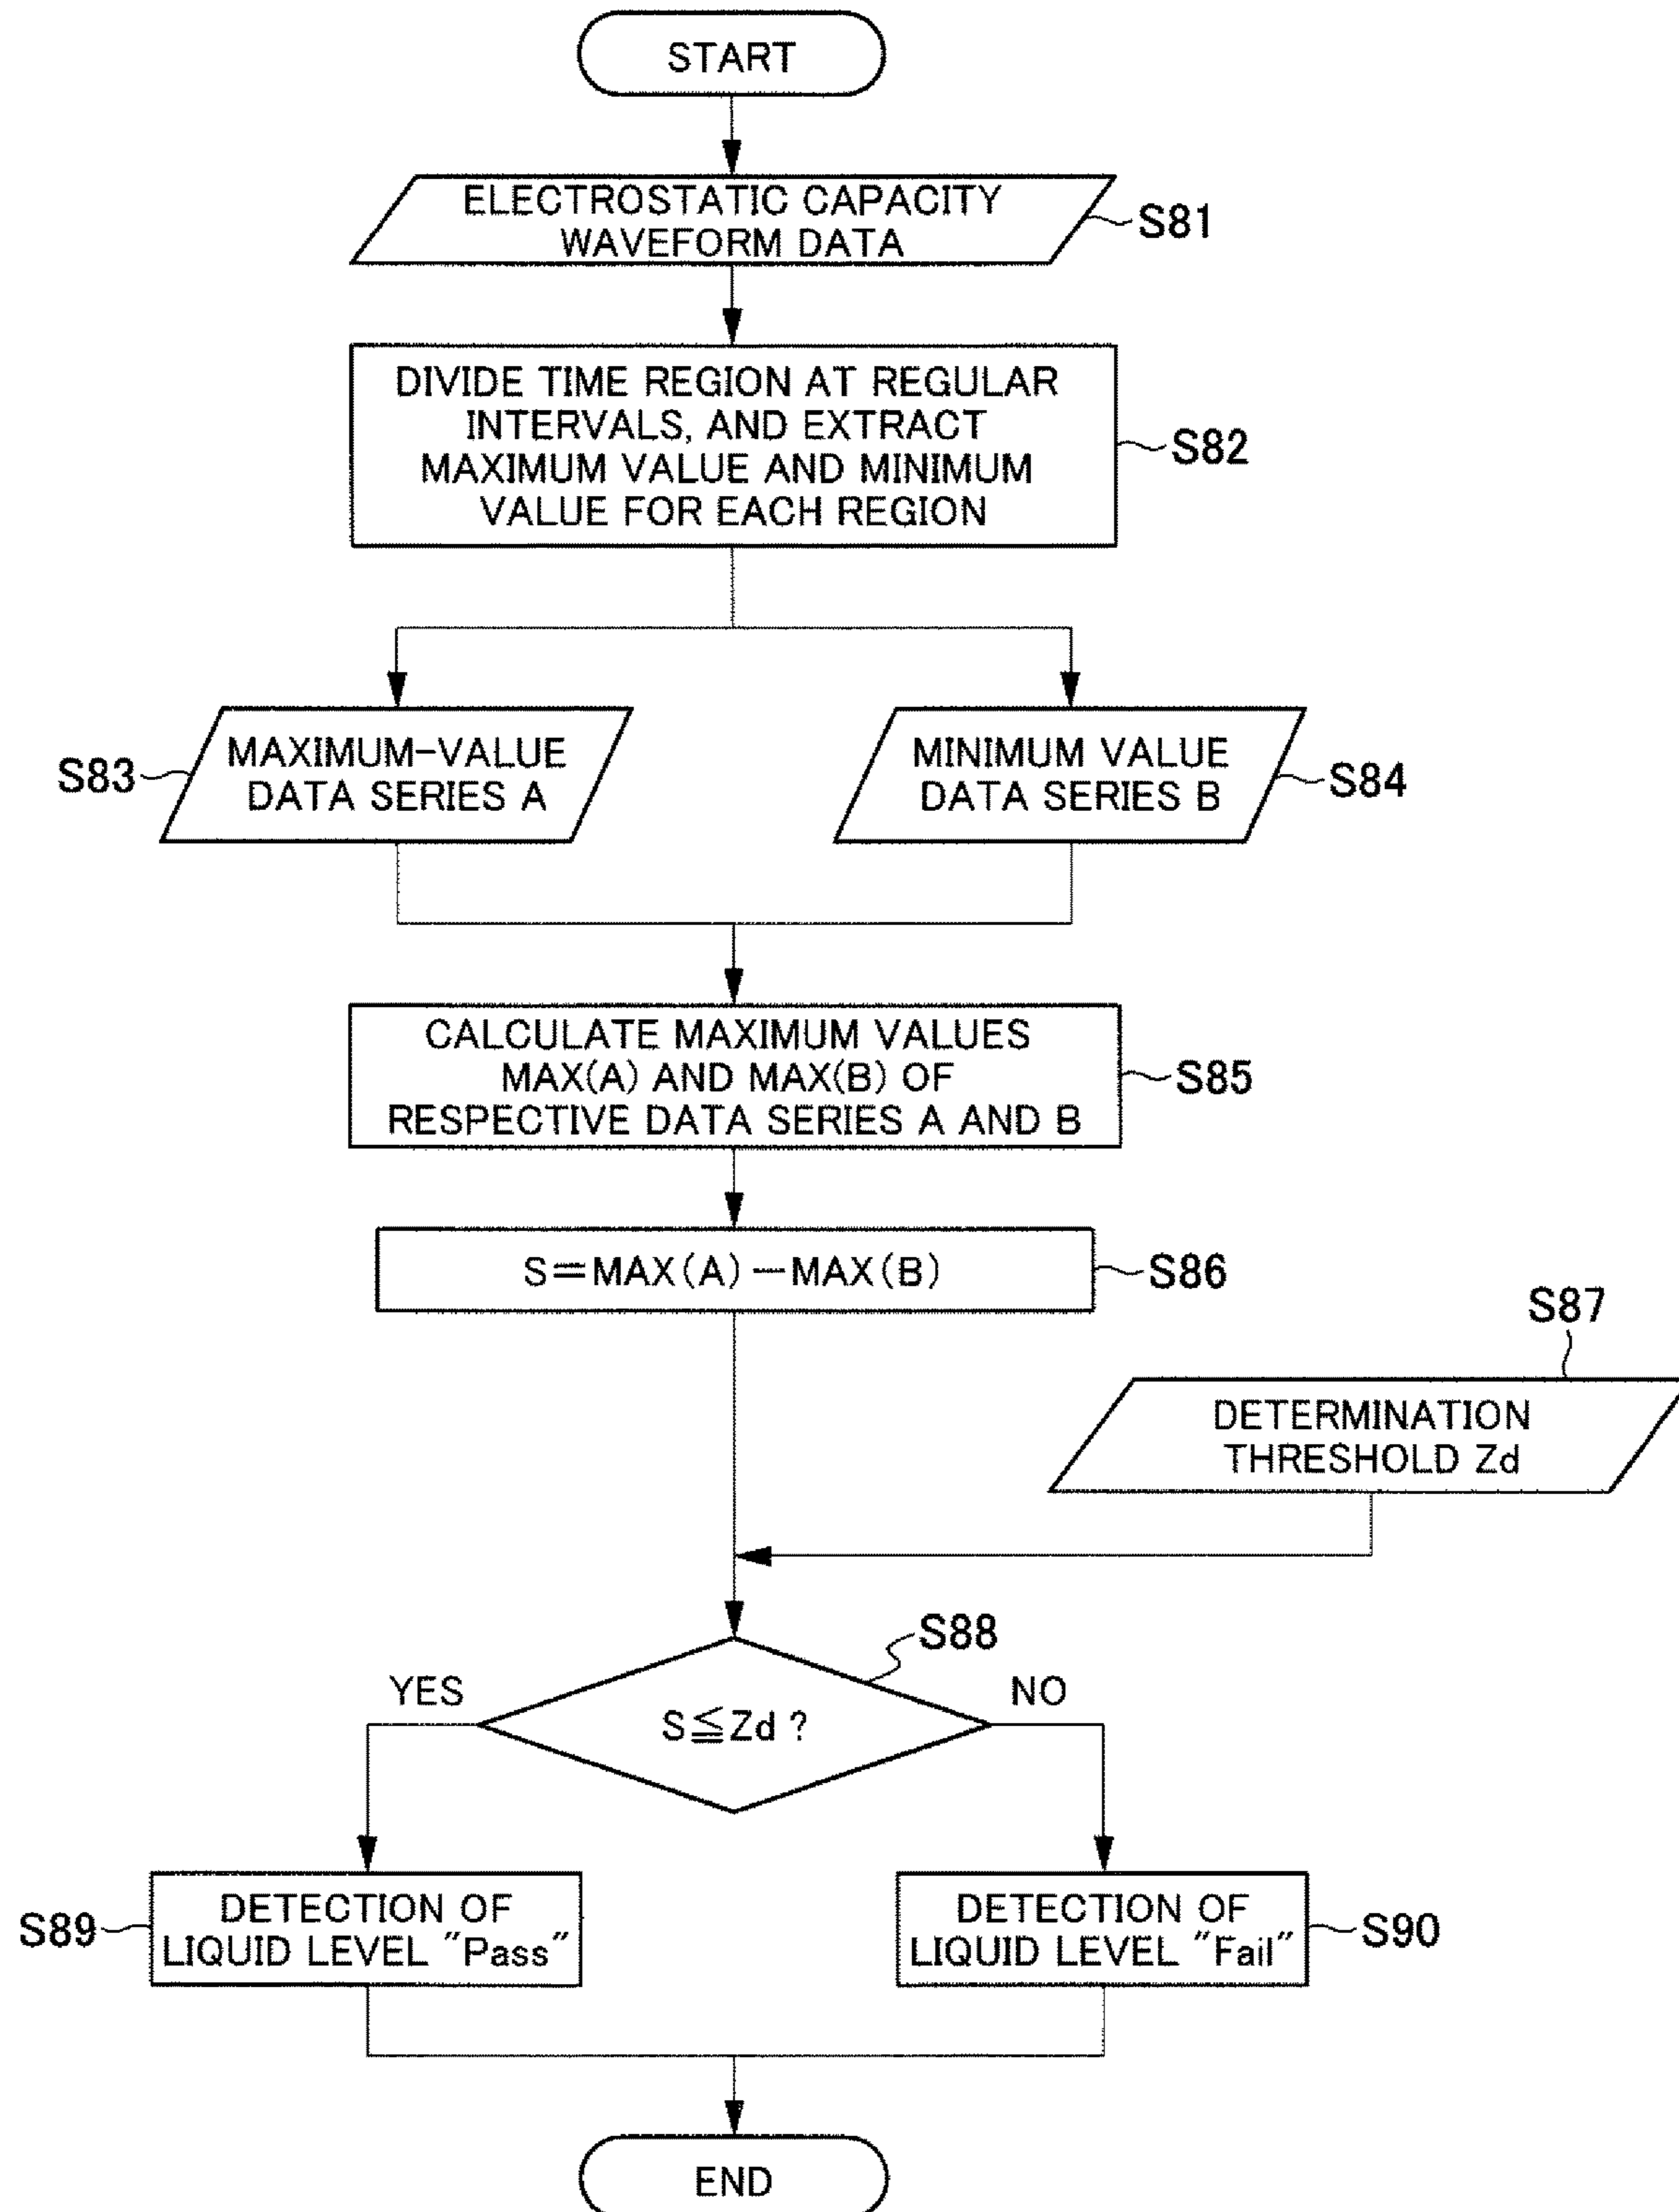 START
ELECTROSTATIC CAPACITY
WAVEFORM DATA
S81
DIVIDE TIME REGION AT REGULAR
INTERVALS, AND EXTRACT
MAXIMUM VALUE AND MINIMUM
VALUE FOR EACH REGION
S82
S83
MAXIMUM-VALUE
DATA SERIES A
MINIMUM VALUE
DATA SERIES B
S84
CALCULATE MAXIMUM VALUES
MAX(A) AND MAX(B) OF
RESPECTIVE DATA SERIES A AND B
S85
S=MAX(A)-MAX(B)
S86
S87
DETERMINATION
THRESHOLD Zd
S88
YES
NO
S≦Zd ?
S89
DETECTION OF
LIQUID LEVEL "Pass"
DETECTION OF
LIQUID LEVEL "Fail"
S90
END